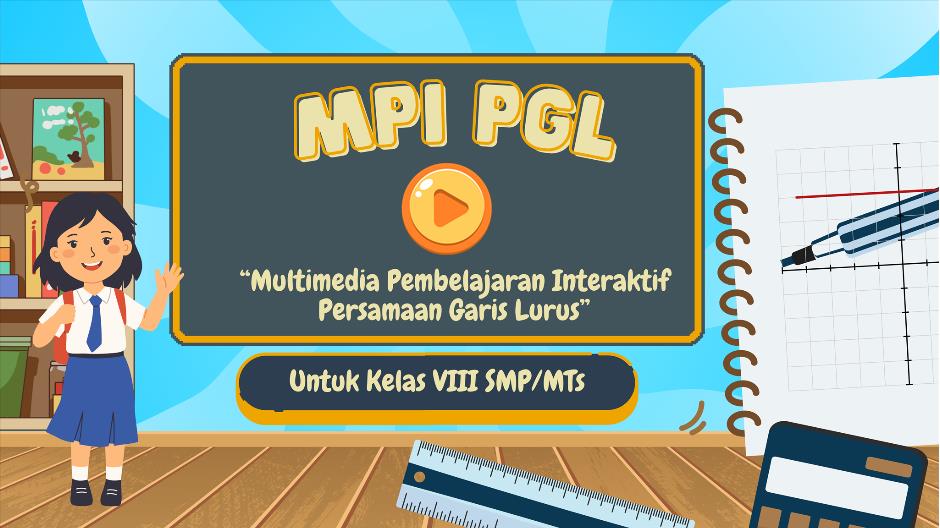 MPI PGL
“Multimedia Pembelajaran Interaktif
Persamaan Garis Lurus”
Untuk Kelas VIII SMP/MTs